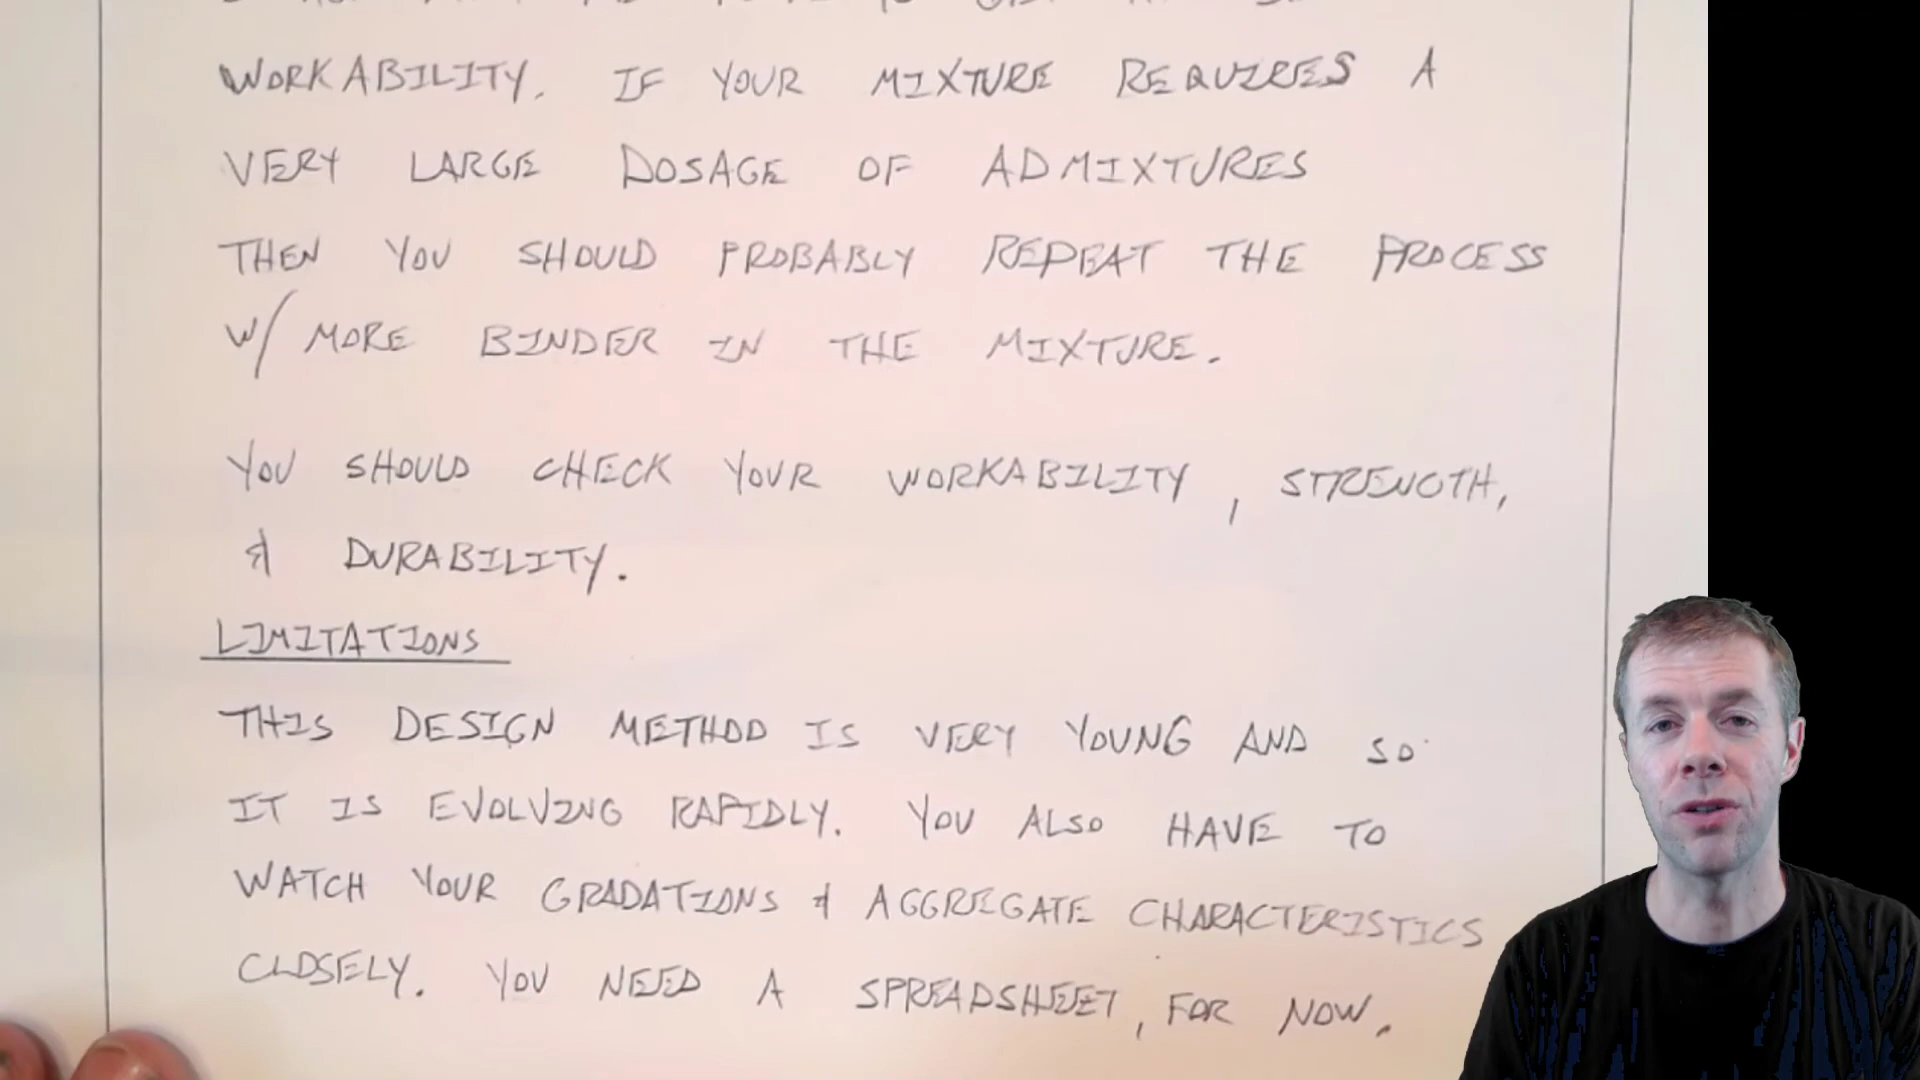 WORKABILITY. IF YOUR MIXTURE REQUIRES A
VERY LARGE DOSAGE OF ADMIXTURES
THEN YOU SHOULD PROBABLY REPEAT THE PROCESS
W/ MORE BINDER IN THE MIXTURE.
YOU SHOULD CHECK YOUR WORKABILITY, STRENGTH,
& DURABILITY.
LIMITATIONS
THIS DESIGN METHOD IS VERY YOUNG AND SO
IT IS EVOLVING RAPIDLY. YOU ALSO HAVE TO
WATCH YOUR GRADATIONS & AGGREGATE CHARACTERISTICS
CLOSELY. YOU NEED A SPREADSHEET, FOR NOW.